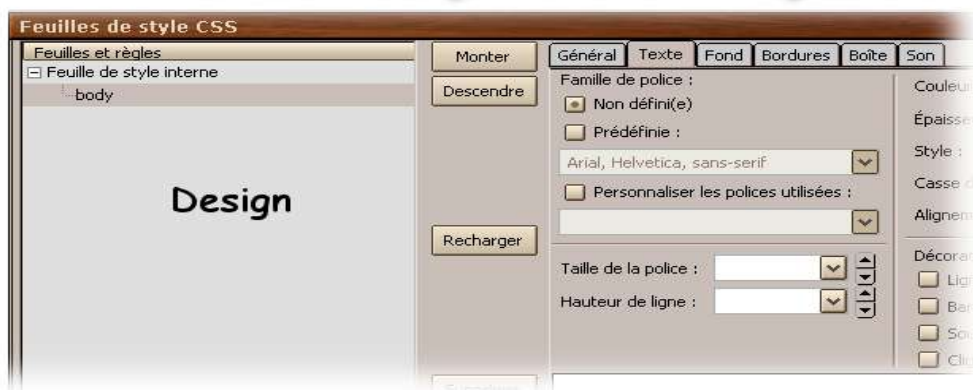 Feuilles de style CSS
Feuilles et règles
Feuille de style interne
body
Design
Monter
Descendre
Recharger
Général Texte Fond Bordures Boîte Son
Famille de police :
Non défini(e)
Prédéfinie :
Arial, Helvetica, sans-serif
Personnaliser les polices utilisées :
Taille de la police :
Hauteur de ligne :
Style :
Casse